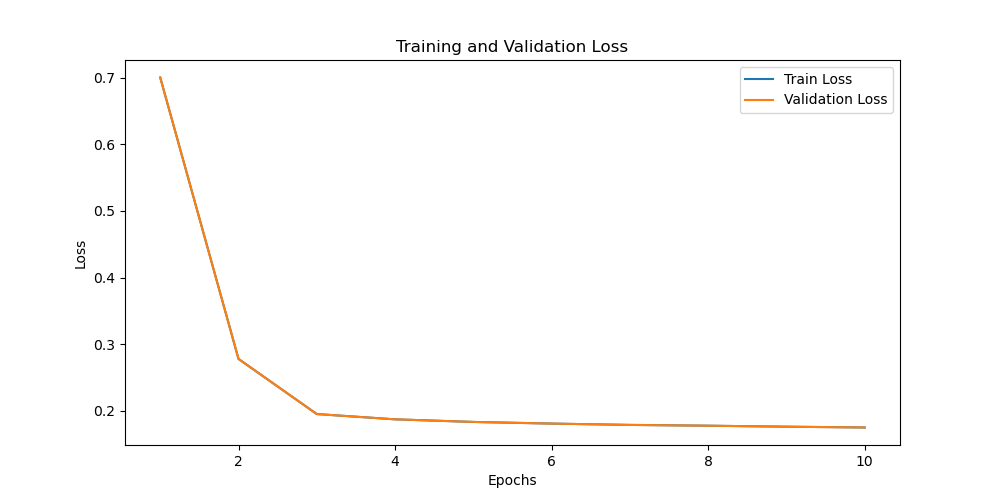 Training and Validation Loss
Train Loss
Validation Loss
0.7
0.6
0.5
0.4
0.3
0.2
Loss
2 4 6 8 10
Epochs